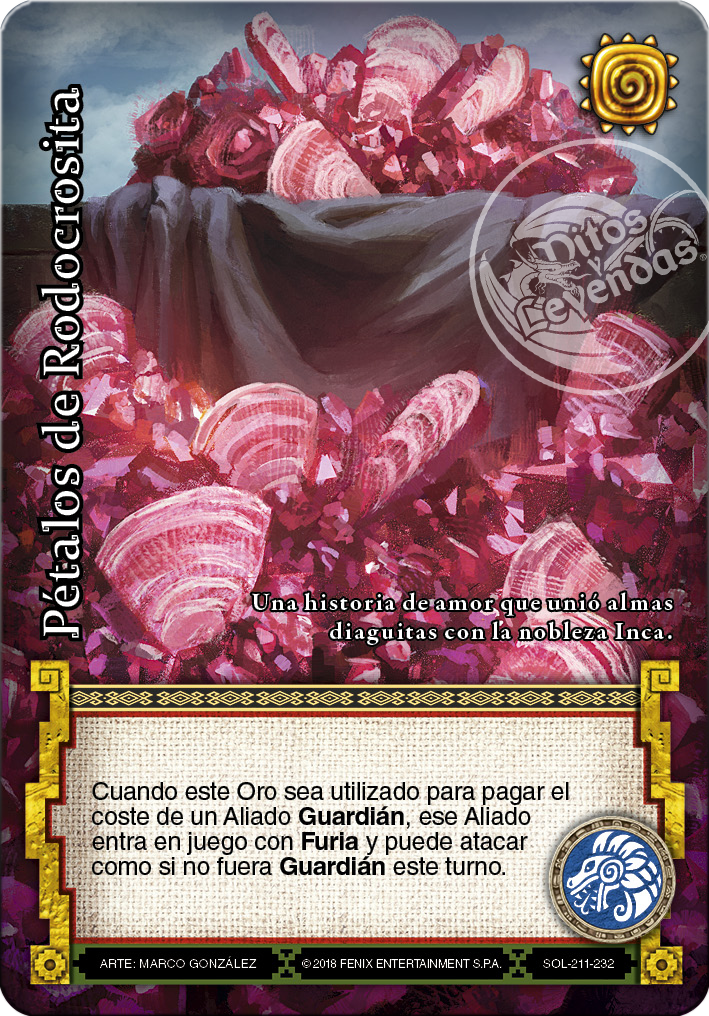 Pétalos de Rodocrosita
Mitos
y
Leyendas®
Una historia de amor que unió almas
diaguitas con la nobleza Inca.
Cuando este Oro sea utilizado para pagar el
coste de un Aliado Guardián, ese Aliado
entra en juego con Furia y puede atacar
como si no fuera Guardián este turno.
ARTE: MARCO GONZÁLEZ
©2018 FENIX ENTERTAINMENT S.P.A.
SOL-211-232